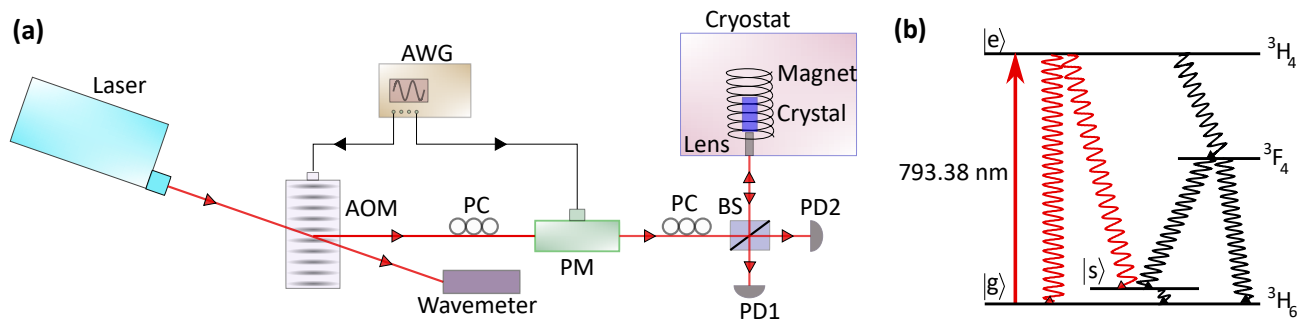 (a)
Laser
AWG
AOM
PC
PM
Wavemeter
PC
BS
PD2
PD1
Cryostat
Magnet
Crystal
Lens
(b)
|e⟩
³H₄
793.38 nm
³F₄
|s⟩
|g⟩
³H₆